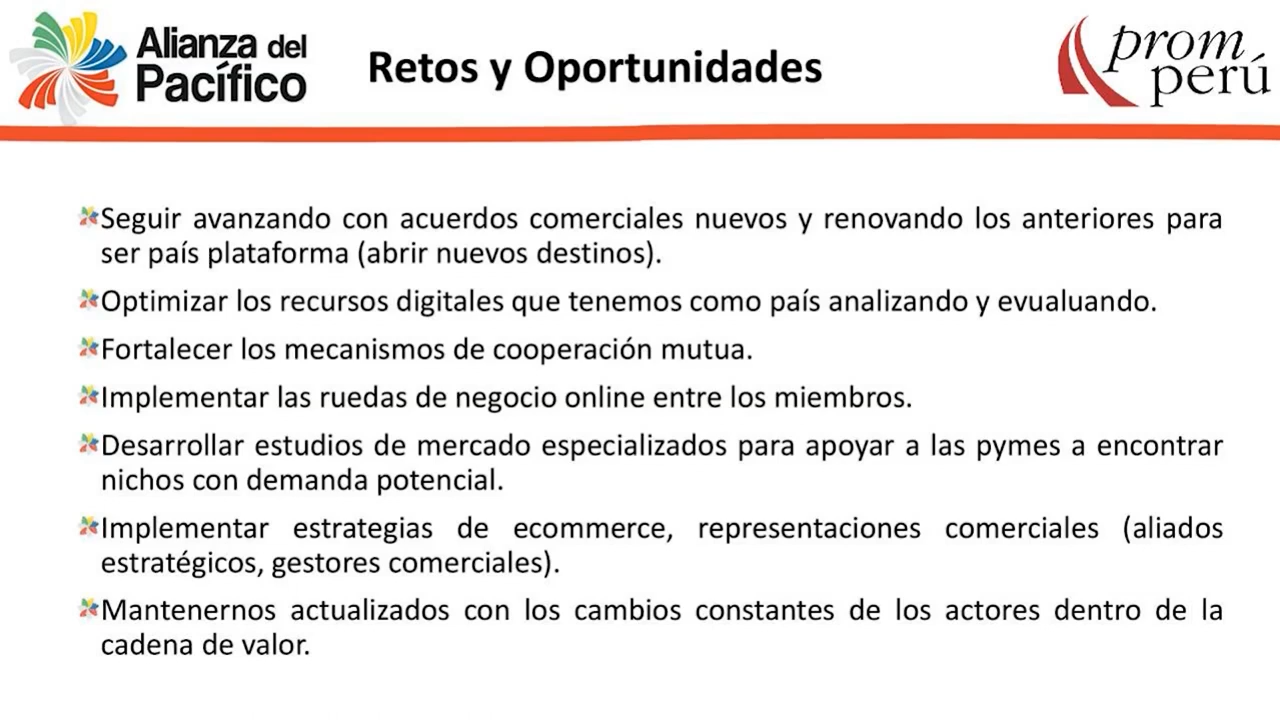 Alianza del
Pacífico
Retos y Oportunidades
prom
perú
Seguir avanzando con acuerdos comerciales nuevos y renovando los anteriores para
ser país plataforma (abrir nuevos destinos).
Optimizar los recursos digitales que tenemos como país analizando y evualuando.
Fortalecer los mecanismos de cooperación mutua.
Implementar las ruedas de negocio online entre los miembros.
Desarrollar estudios de mercado especializados para apoyar a las pymes a encontrar
nichos con demanda potencial.
Implementar estrategias de ecommerce, representaciones comerciales (aliados
estratégicos, gestores comerciales).
Mantenernos actualizados con los cambios constantes de los actores dentro de la
cadena de valor.